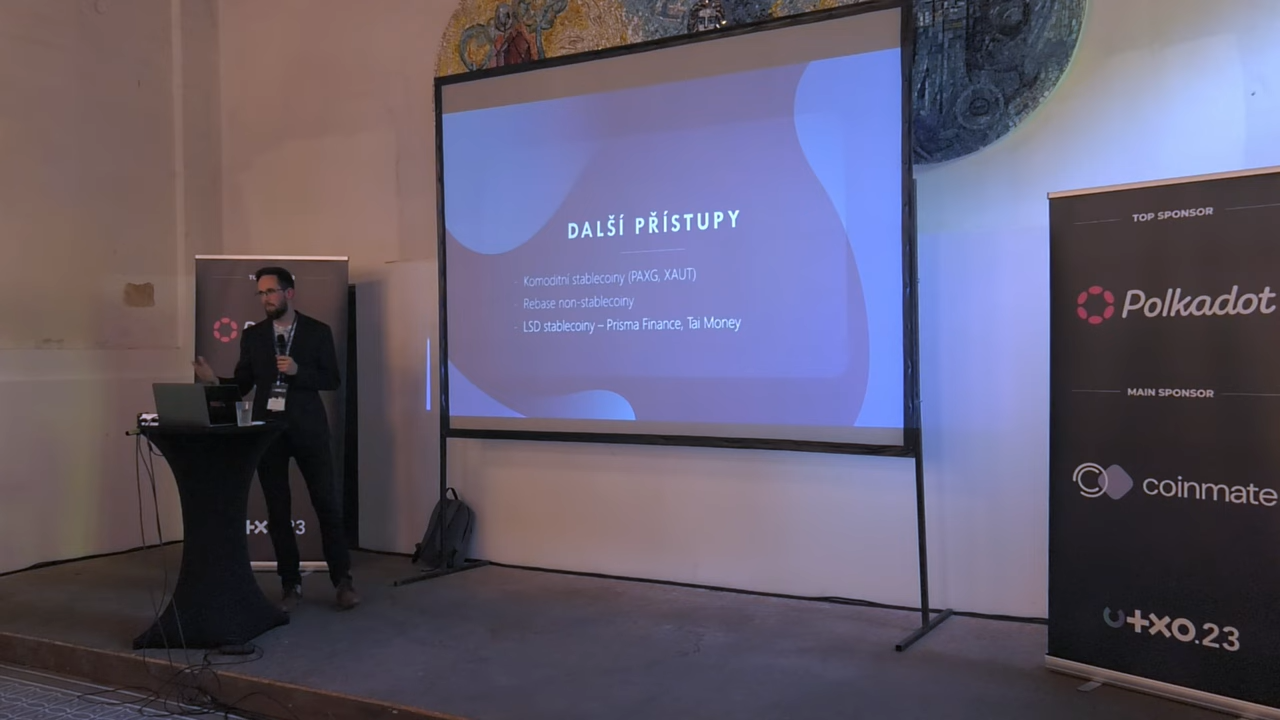 DALŠÍ PŘÍSTUPY
Komoditní stablecoiny (PAXG, XAUT)
Rebase non-stablecoiny
LSD stablecoiny – Prisma Finance, Tai Money
TOP SPONSOR
Polkadot
MAIN SPONSOR
coinmate
utxo.23